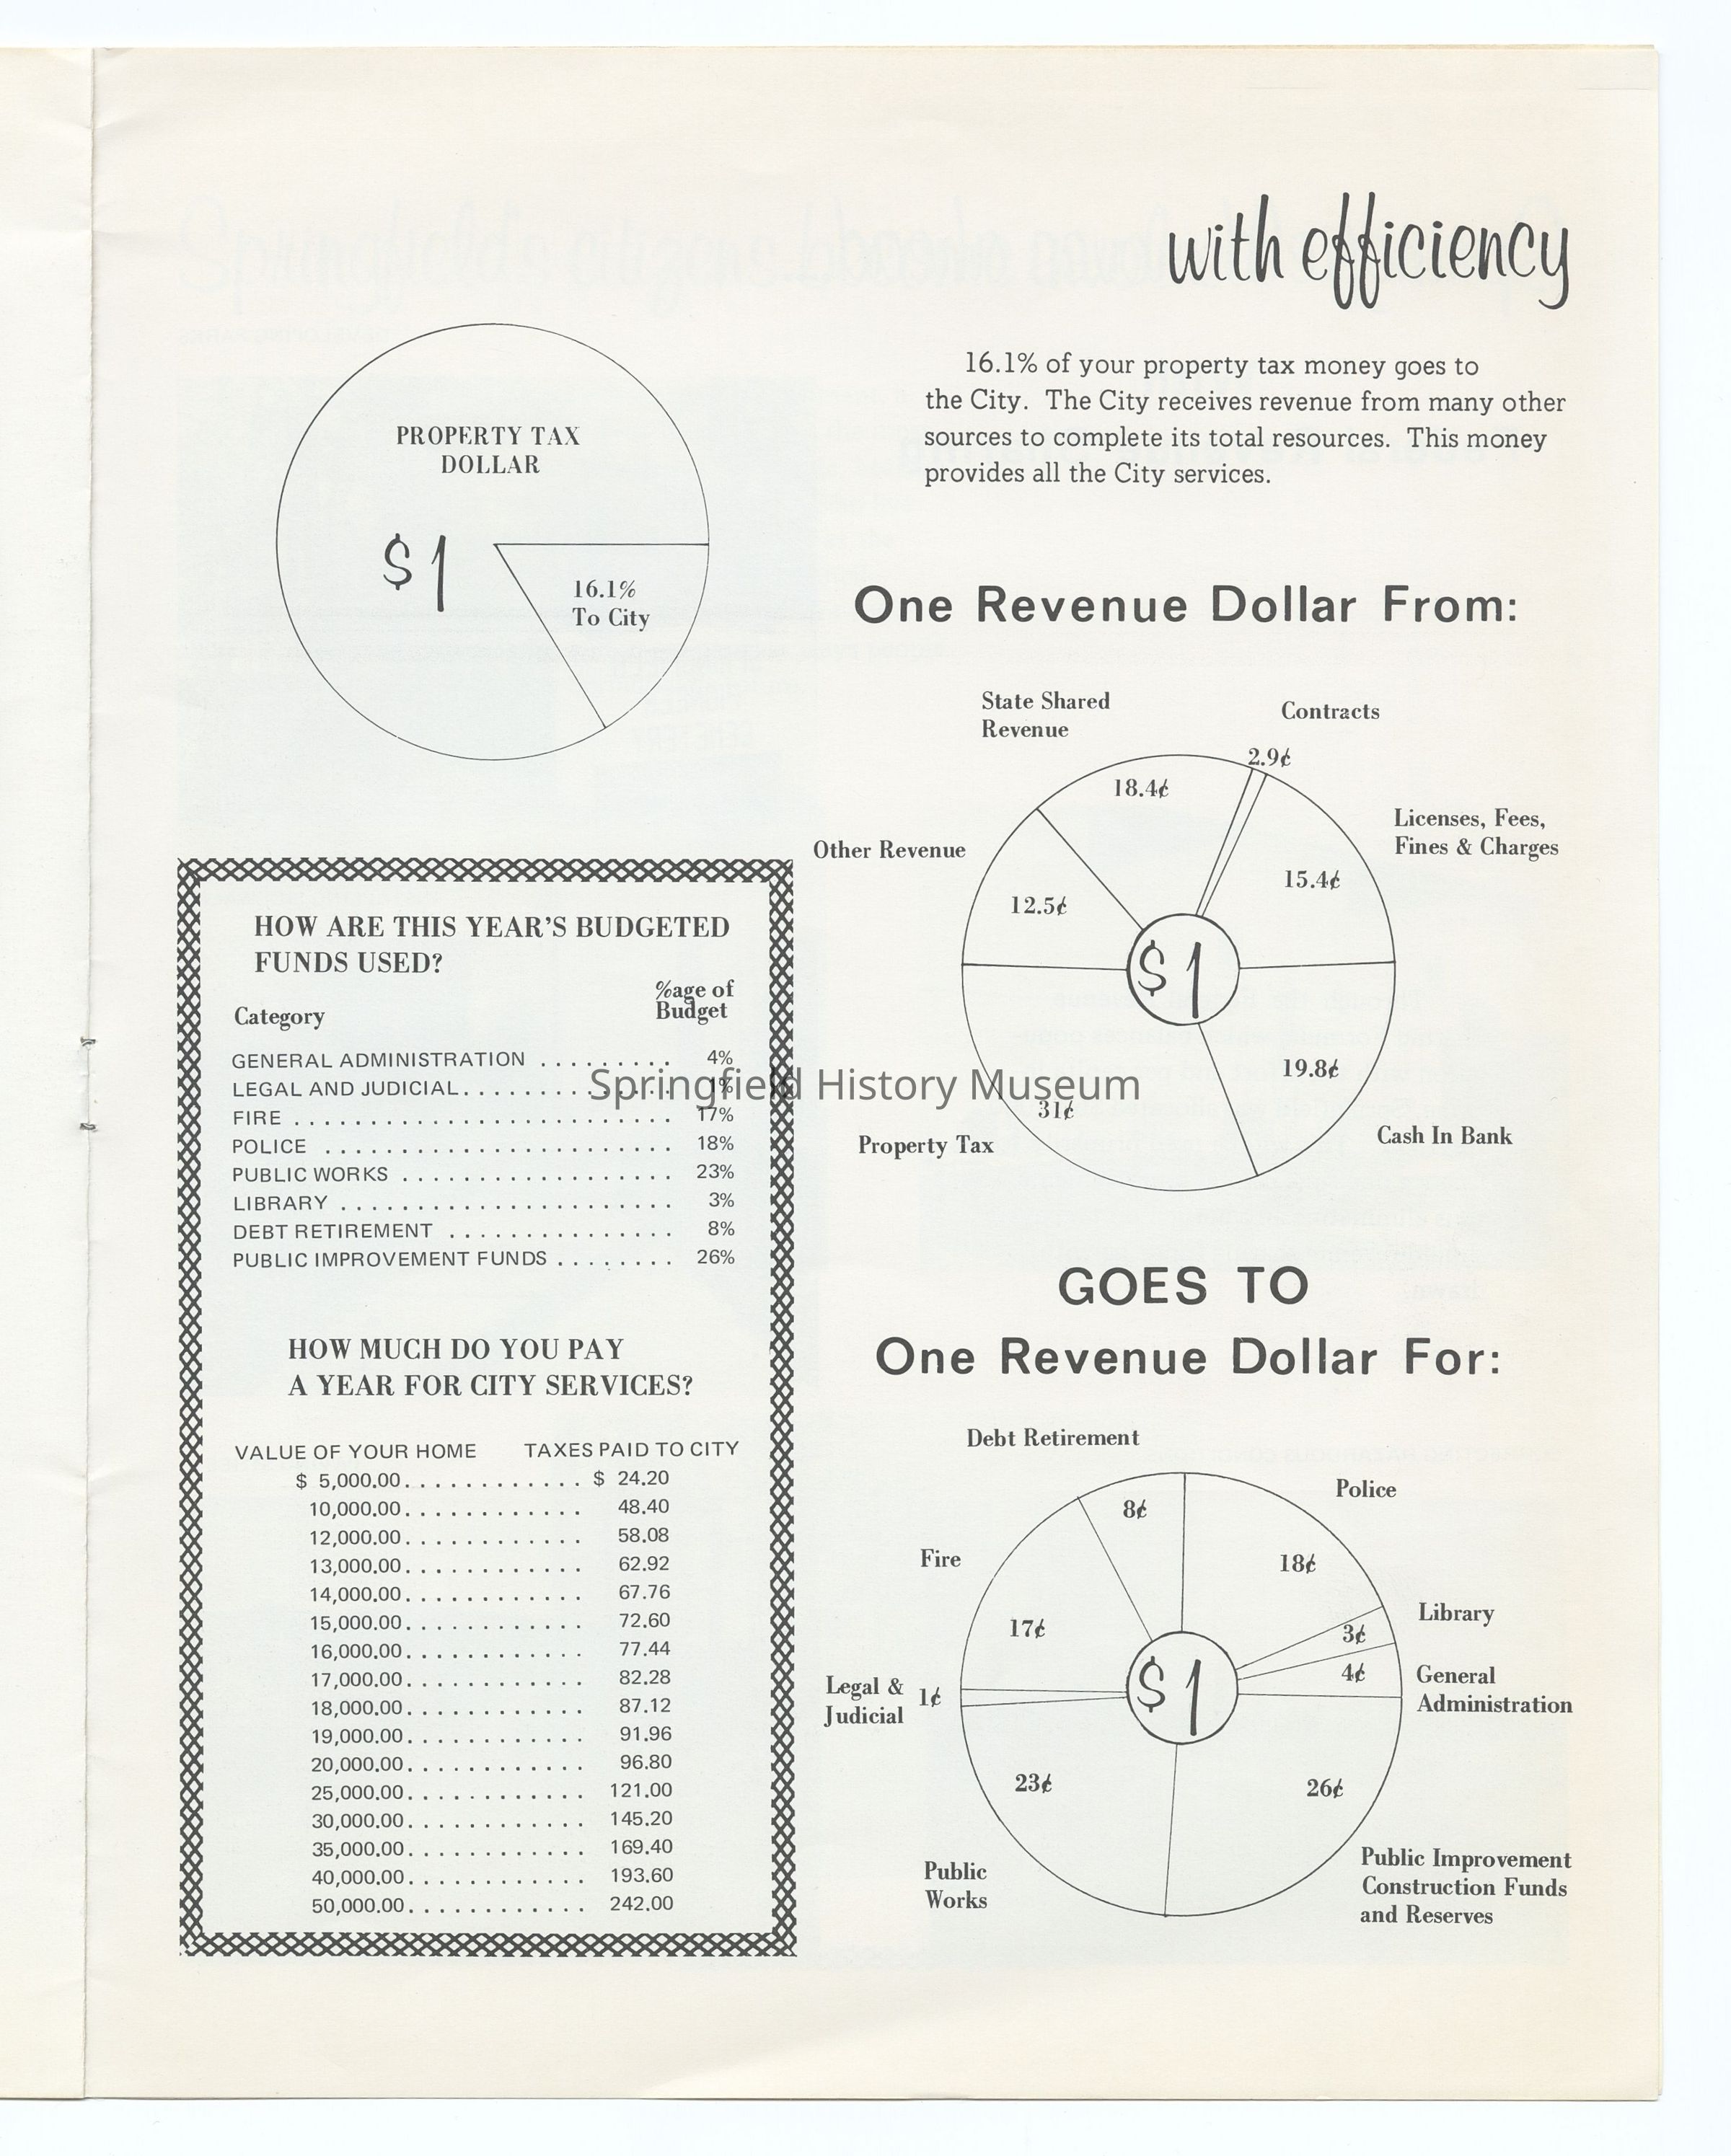 with efficiency
16.1% of your property tax money goes to
the City. The City receives revenue from many other
sources to complete its total resources. This money
provides all the City services.
PROPERTY TAX
DOLLAR
$1
16.1%
To City
One Revenue Dollar From:
State Shared
Revenue
Contracts
2.9¢
18.4¢
Licenses, Fees,
Fines & Charges
Other Revenue
15.4¢
12.5¢
$1
19.8¢
31¢
Cash In Bank
Property Tax
HOW ARE THIS YEAR'S BUDGETED
FUNDS USED?
Category
%age of
Budget
GENERAL ADMINISTRATION . . . . . . . . . 4%
LEGAL AND JUDICIAL. . . . . . . . . . . . . . 1%
FIRE . . . . . . . . . . . . . . . . . . . . . . . . . 17%
POLICE . . . . . . . . . . . . . . . . . . . . . . . 18%
PUBLIC WORKS . . . . . . . . . . . . . . . . . . 23%
LIBRARY . . . . . . . . . . . . . . . . . . . . . . 3%
DEBT RETIREMENT . . . . . . . . . . . . . . . 8%
PUBLIC IMPROVEMENT FUNDS . . . . . . . . 26%
Springfield History Museum
HOW MUCH DO YOU PAY
A YEAR FOR CITY SERVICES?
VALUE OF YOUR HOME TAXES PAID TO CITY
$ 5,000.00. . . . . . . . . . . . $ 24.20
10,000.00. . . . . . . . . . . . 48.40
12,000.00. . . . . . . . . . . . 58.08
13,000.00. . . . . . . . . . . . 62.92
14,000.00. . . . . . . . . . . . 67.76
15,000.00. . . . . . . . . . . . 72.60
16,000.00. . . . . . . . . . . . 77.44
17,000.00. . . . . . . . . . . . 82.28
18,000.00. . . . . . . . . . . . 87.12
19,000.00. . . . . . . . . . . . 91.96
20,000.00. . . . . . . . . . . . 96.80
25,000.00. . . . . . . . . . . . 121.00
30,000.00. . . . . . . . . . . . 145.20
35,000.00. . . . . . . . . . . . 169.40
40,000.00. . . . . . . . . . . . 193.60
50,000.00. . . . . . . . . . . . 242.00
GOES TO
One Revenue Dollar For:
Debt Retirement
Police
8¢
Fire
18¢
Library
17¢
3¢
4¢
General
Administration
Legal &
Judicial
1¢
$1
23¢
26¢
Public
Works
Public Improvement
Construction Funds
and Reserves